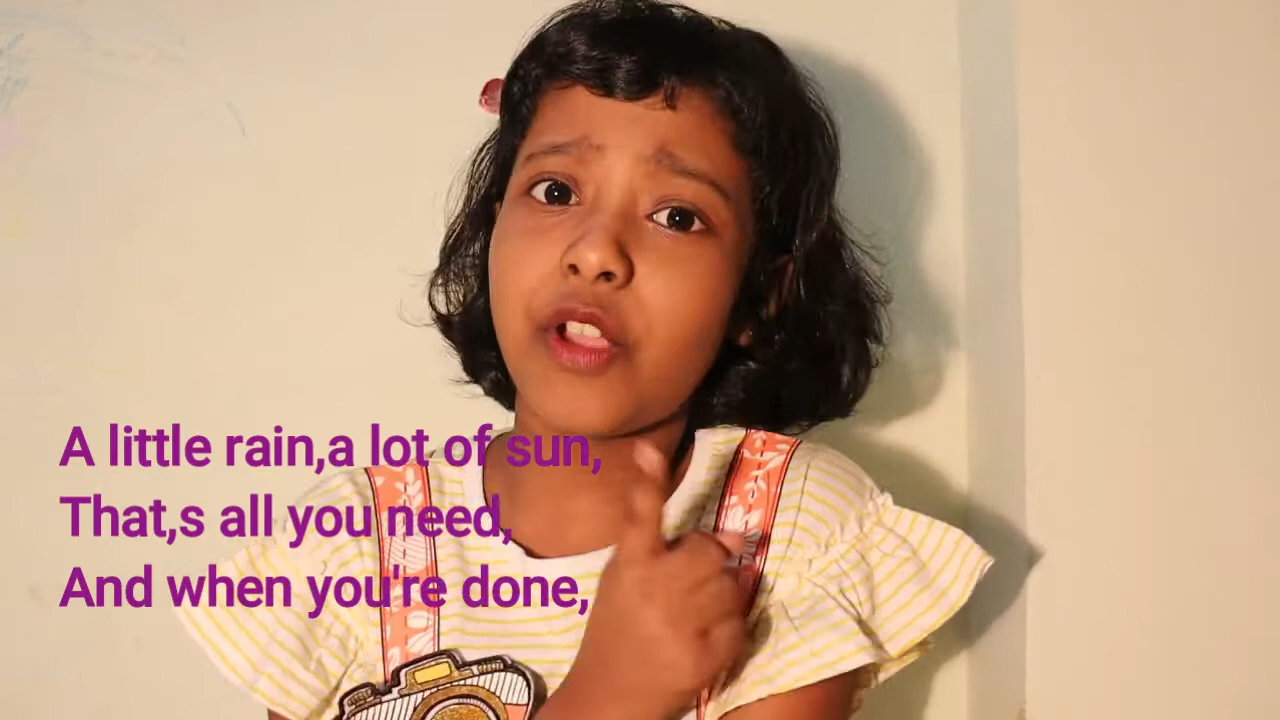 A little rain,a lot of sun,
That,s all you need,
And when you're done,